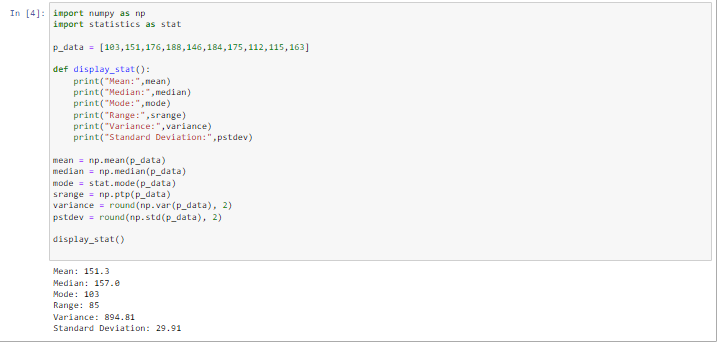 In [4]: import numpy as np
import statistics as stat
p_data = [103,151,176,188,146,184,175,112,115,163]
def display_stat():
    print("Mean:",mean)
    print("Median:",median)
    print("Mode:",mode)
    print("Range:",srange)
    print("Variance:",variance)
    print("Standard Deviation:",pstdev)
mean = np.mean(p_data)
median = np.median(p_data)
mode = stat.mode(p_data)
srange = np.ptp(p_data)
variance = round(np.var(p_data), 2)
pstdev = round(np.std(p_data), 2)
display_stat()
Mean: 151.3
Median: 157.0
Mode: 103
Range: 85
Variance: 894.81
Standard Deviation: 29.91